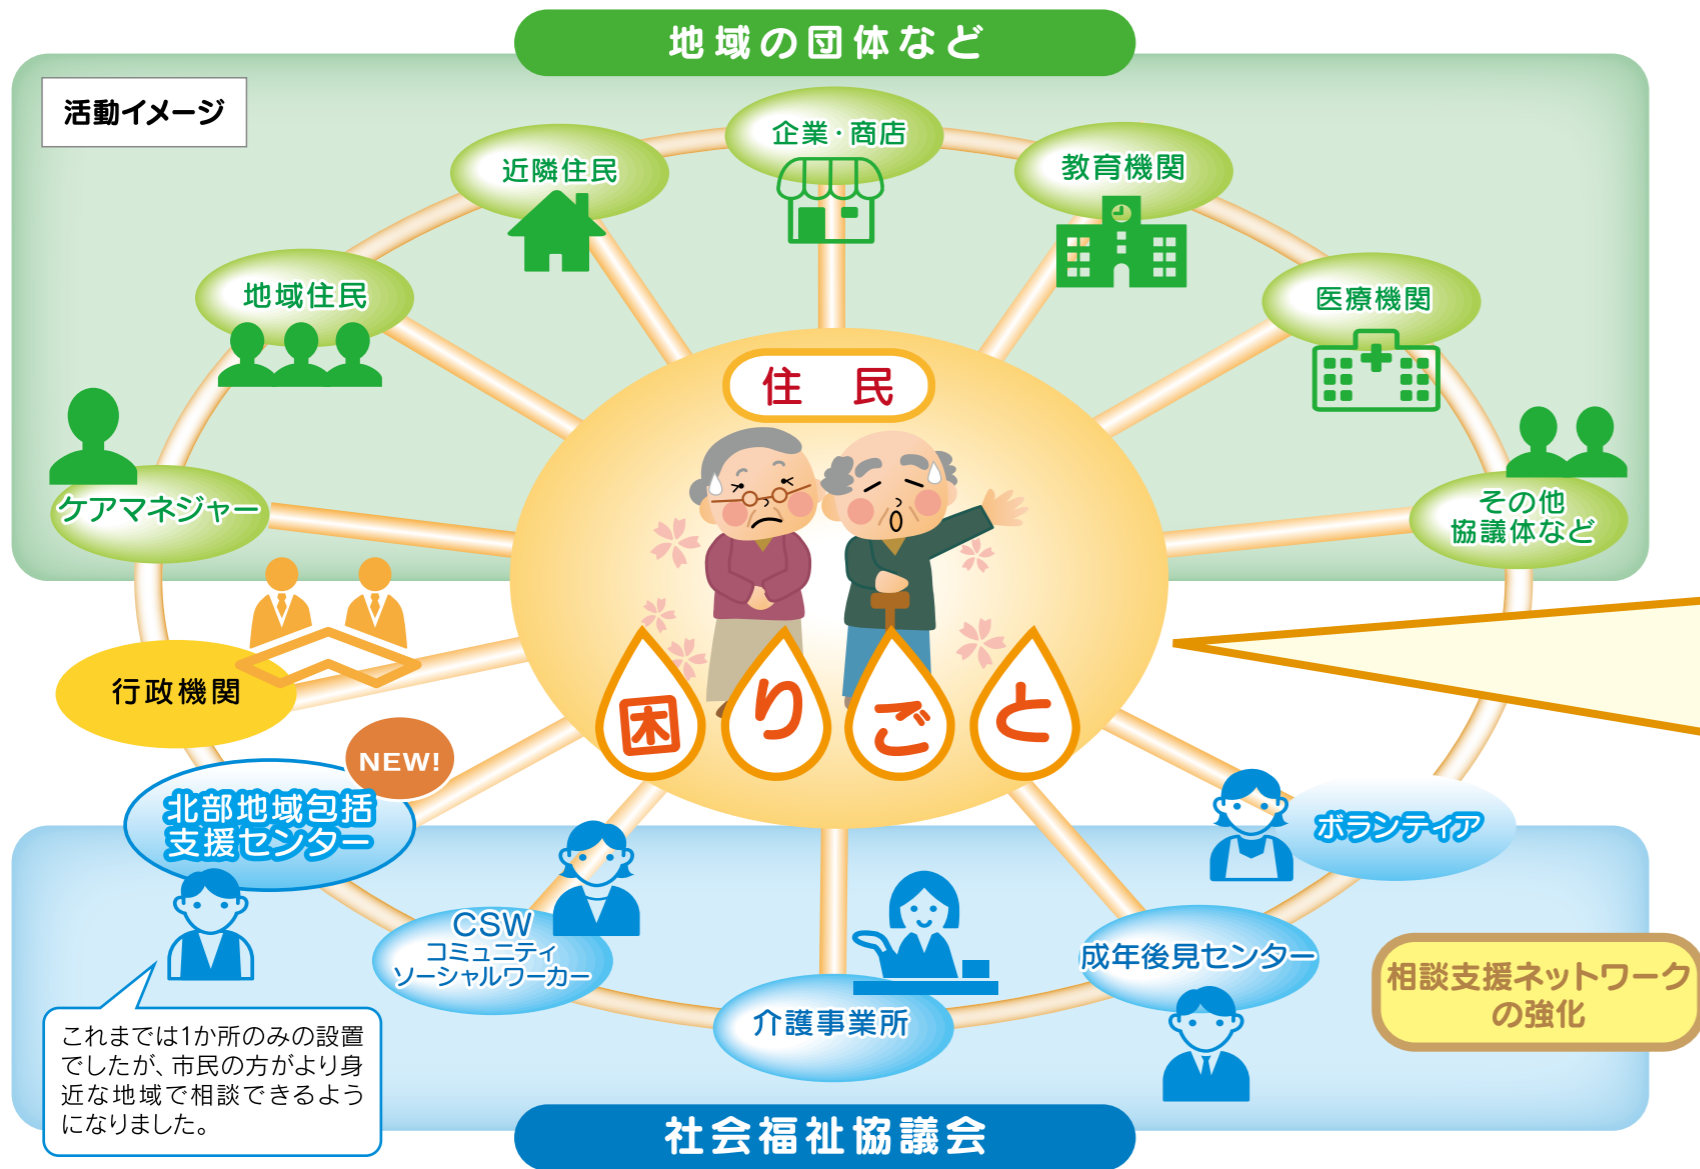 地域の団体など
活動イメージ
企業・商店
近隣住民
教育機関
地域住民
医療機関
住民
ケアマネジャー
その他
協議体など
行政機関
困りごと
NEW!
北部地域包括
支援センター
ボランティア
CSW
コミュニティ
ソーシャルワーカー
成年後見センター
介護事業所
相談支援ネットワーク
の強化
これまでは1か所のみの設置
でしたが、市民の方がより身
近な地域で相談できるよう
になりました。
社会福祉協議会